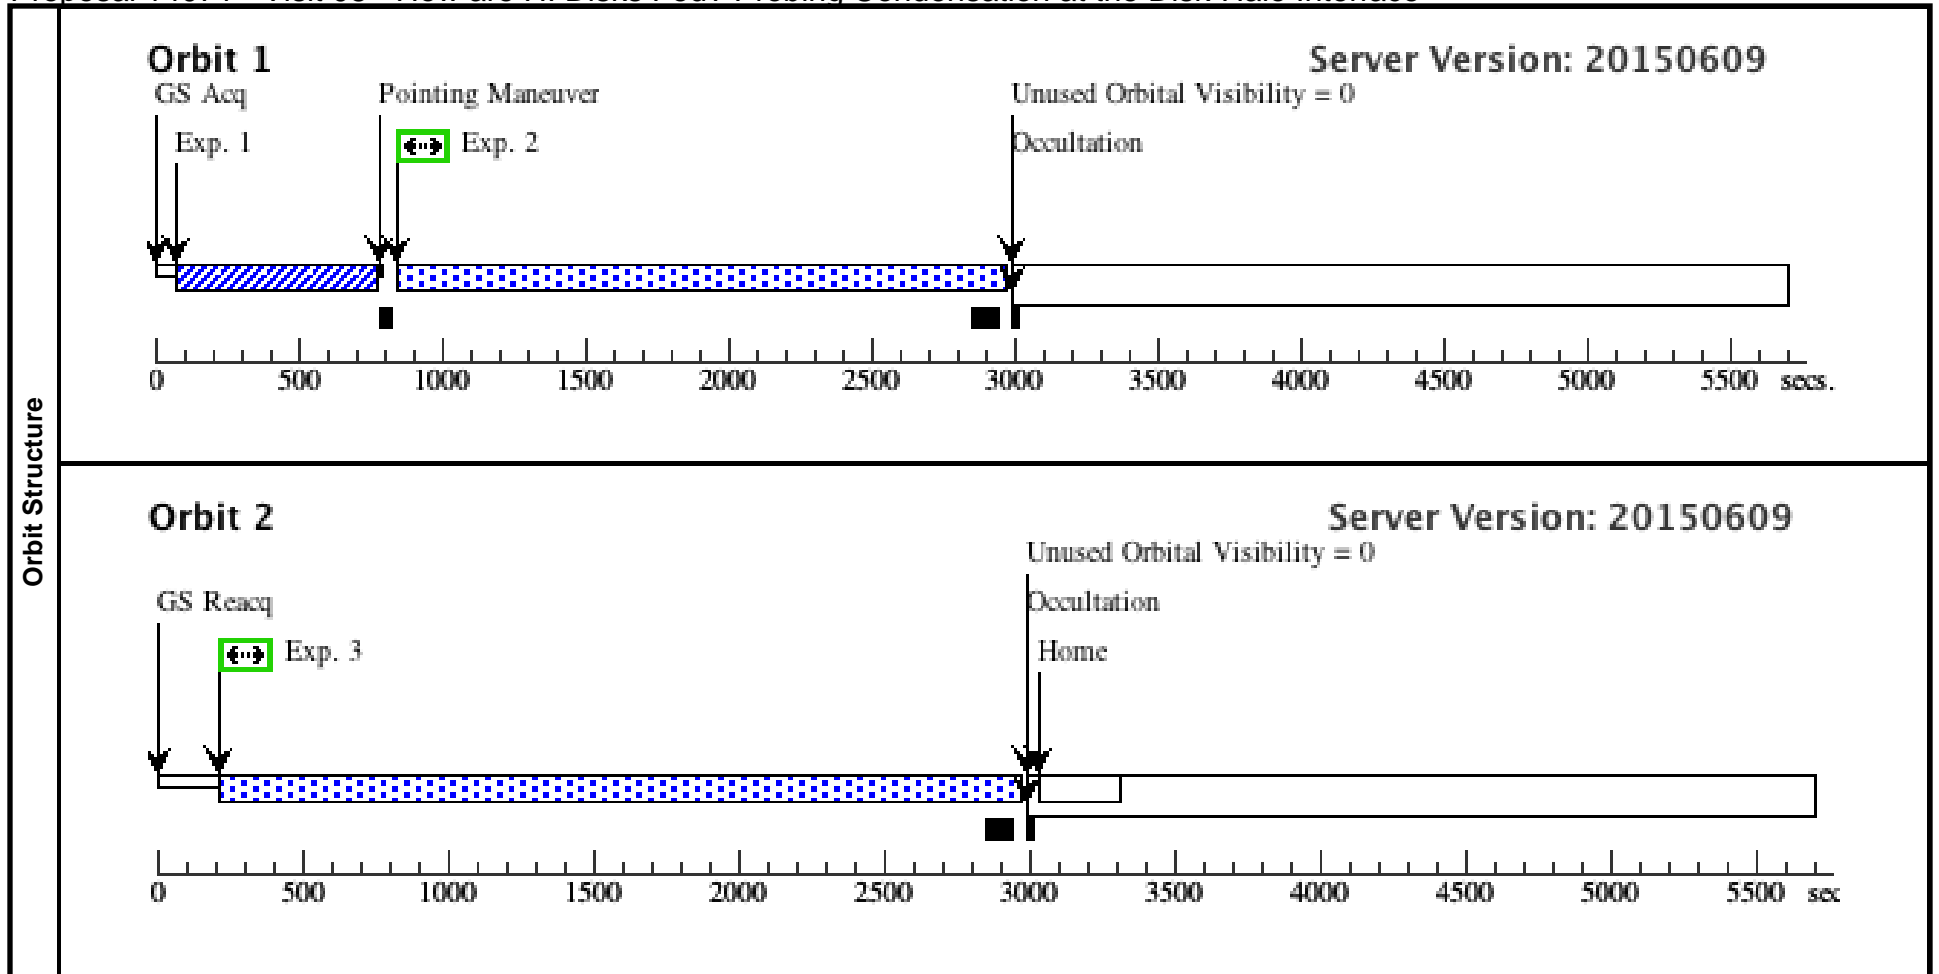 Orbit Structure
Orbit 1
Server Version: 20150609
GS Acq
Pointing Maneuver
Unused Orbital Visibility = 0
Exp. 1
Exp. 2
Occultation
0 500 1000 1500 2000 2500 3000 3500 4000 4500 5000 5500 secs.
Orbit 2
Server Version: 20150609
Unused Orbital Visibility = 0
GS Reacq
Occultation
Exp. 3
Home
0 500 1000 1500 2000 2500 3000 3500 4000 4500 5000 5500 sec